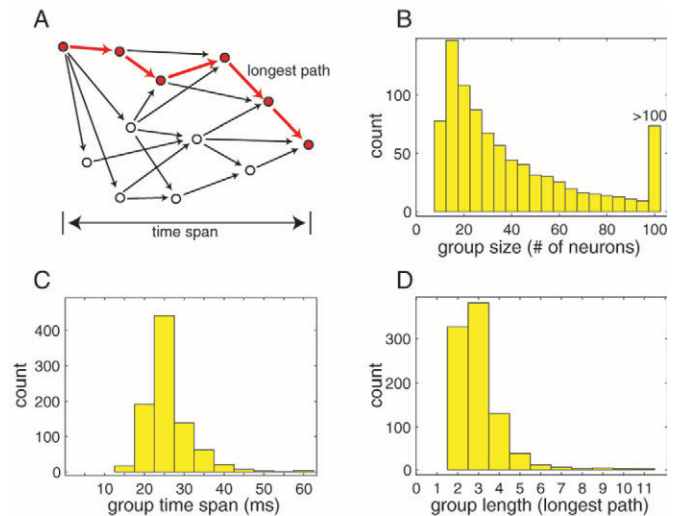 A
longest path
time span
B
count
150
100
50
0
>100
0 20 40 60 80 100
group size (# of neurons)
C
count
400
300
200
100
0
10 20 30 40 50 60
group time span (ms)
D
count
300
200
100
0
0 1 2 3 4 5 6 7 8 9 10 11
group length (longest path)